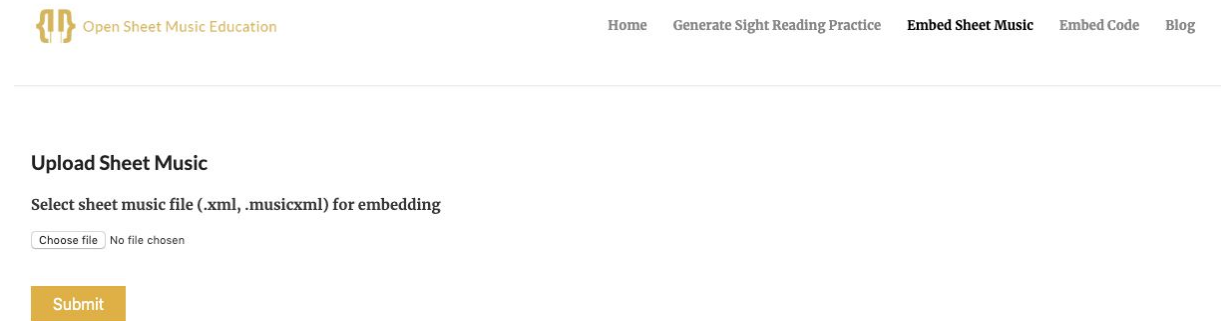 Open Sheet Music Education
Home Generate Sight Reading Practice Embed Sheet Music Embed Code Blog
Upload Sheet Music
Select sheet music file (.xml, .musicxml) for embedding
Choose file No file chosen
Submit